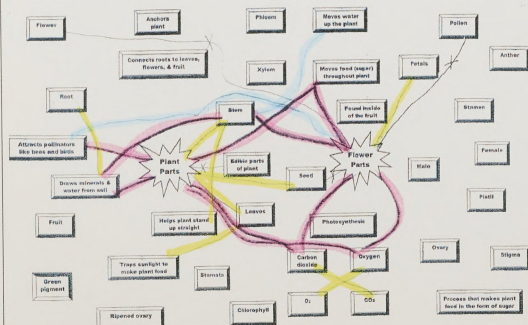 Flower
Anchors
plant
Phloem
Moves water
up the plant
Pollen
Connects roots to leaves,
flowers, & fruit
Xylem
Moves food (sugar)
throughout plant
Petals
Anther
Root
Stem
Found inside
of the fruit
Stamen
Attracts pollinators
like bees and birds
Plant
Parts
Edible parts
of plant
Flower
Parts
Female
Male
Draws minerals &
water from soil
Seed
Pistil
Fruit
Helps plant stand
up straight
Leaves
Photosynthesis
Traps sunlight to
make plant food
Stomata
Carbon
dioxide
Oxygen
Ovary
Stigma
Green
pigment
O₂
CO₂
Process that makes plant
food in the form of sugar
Ripened ovary
Chlorophyll